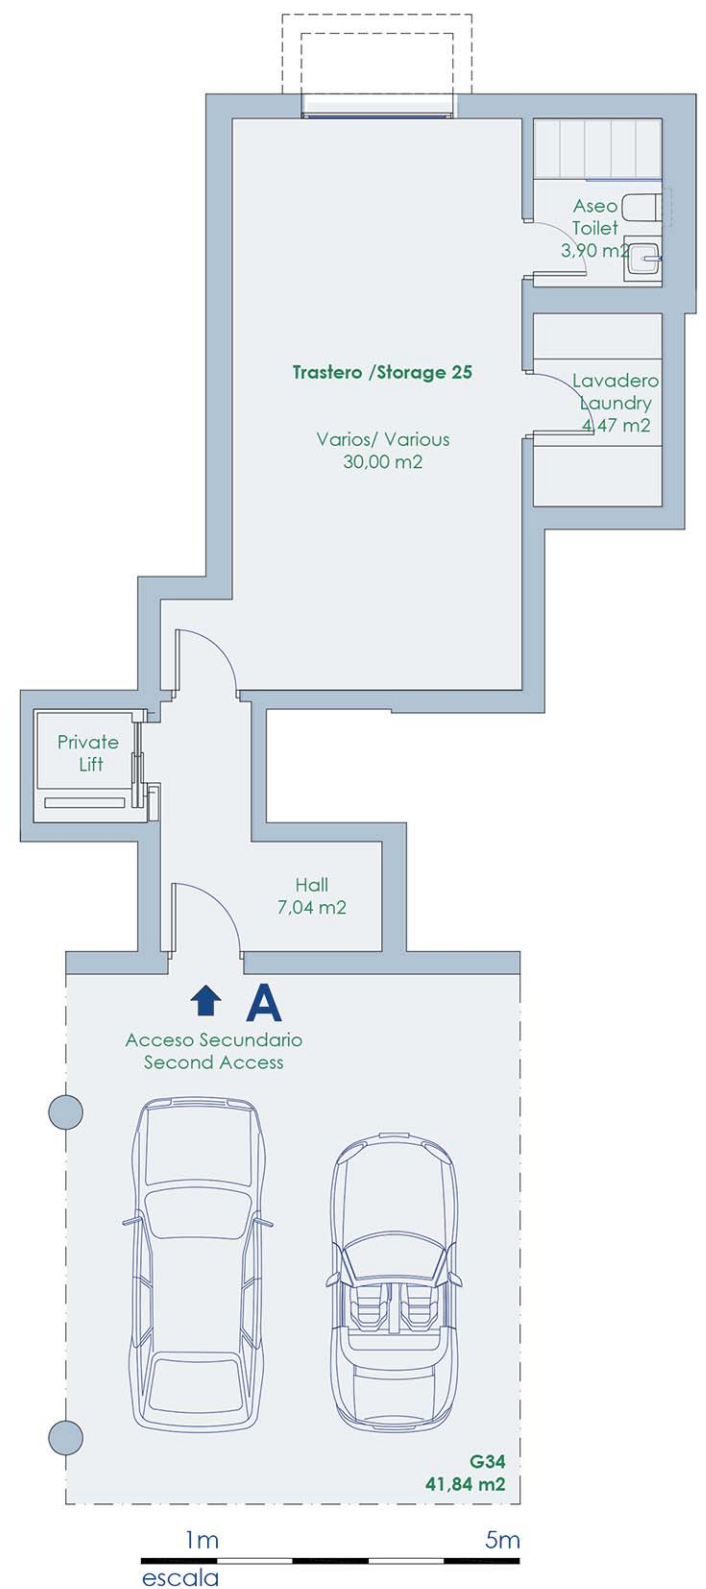 Aseo
Toilet
3,90 m2
Trastero /Storage 25
Lavadero
Laundry
4,47 m2
Varios/ Various
30,00 m2
Private
Lift
Hall
7,04 m2
A
Acceso Secundario
Second Access
G34
41,84 m2
1m 5m
escala